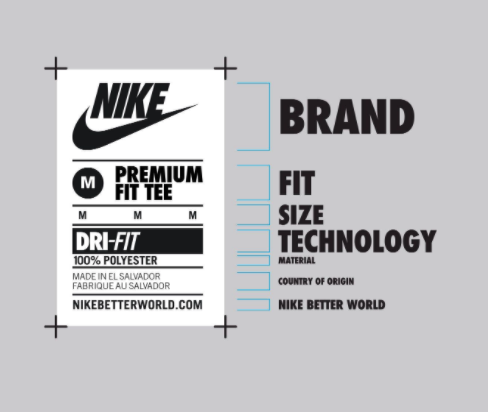 NIKE
M
PREMIUM
FIT TEE
M M M
DRI-FIT
100% POLYESTER
MADE IN EL SALVADOR
FABRIQUE AU SALVADOR
NIKEBETTERWORLD.COM
BRAND
FIT
SIZE
TECHNOLOGY
MATERIAL
COUNTRY OF ORIGIN
NIKE BETTER WORLD